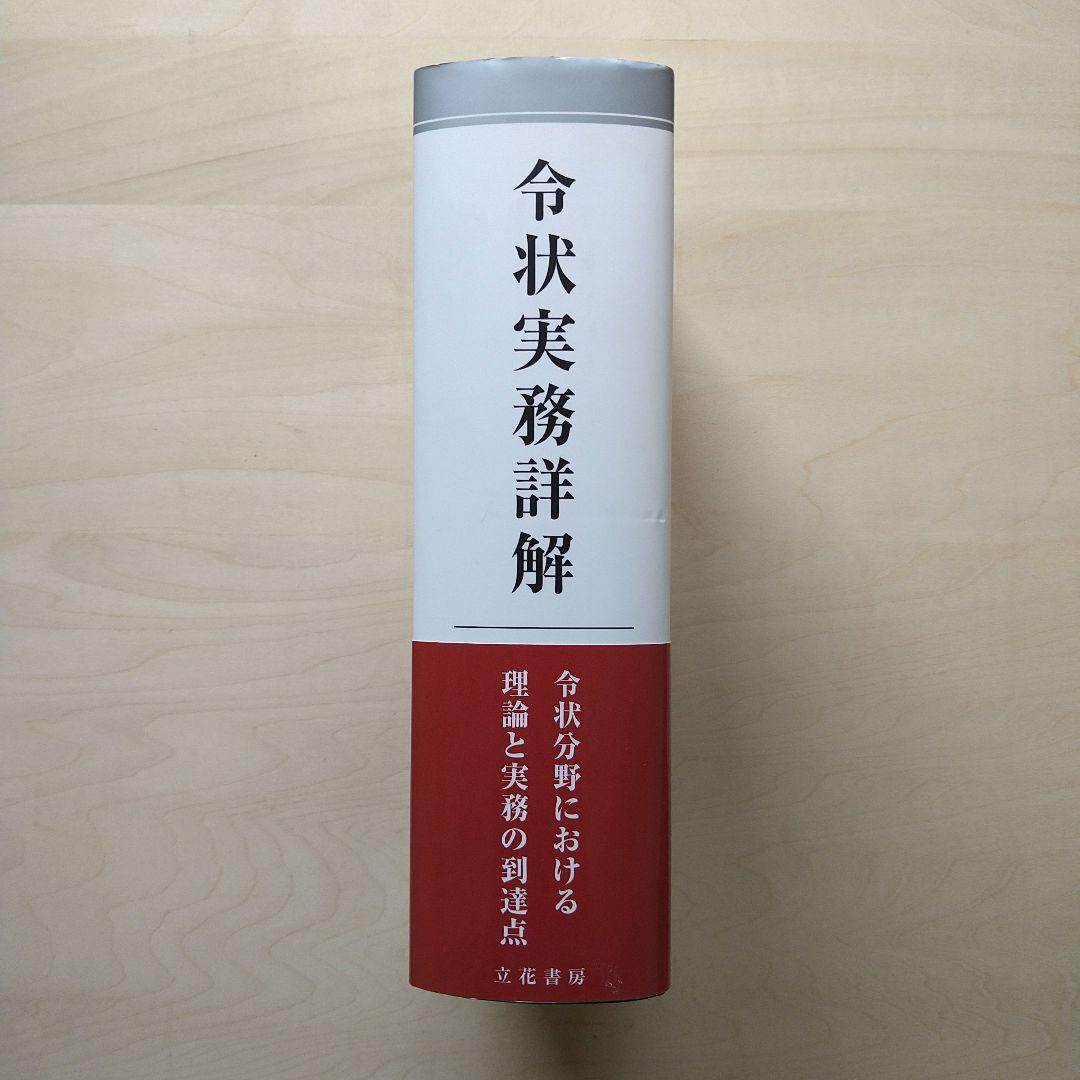 令状実務詳解
令状分野における
理論と実務の到達点
立花書房